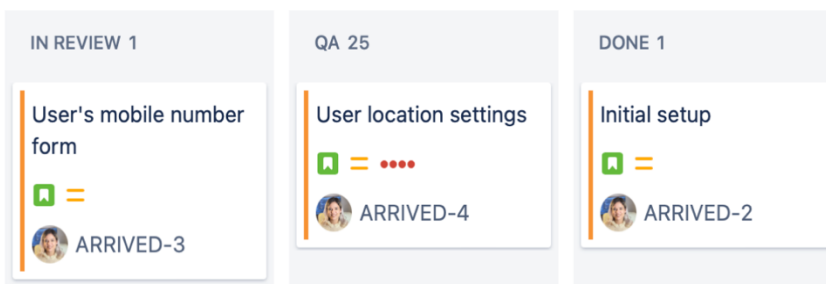 IN REVIEW 1
User's mobile number
form
ARRIVED-3
QA 25
User location settings
ARRIVED-4
DONE 1
Initial setup
ARRIVED-2